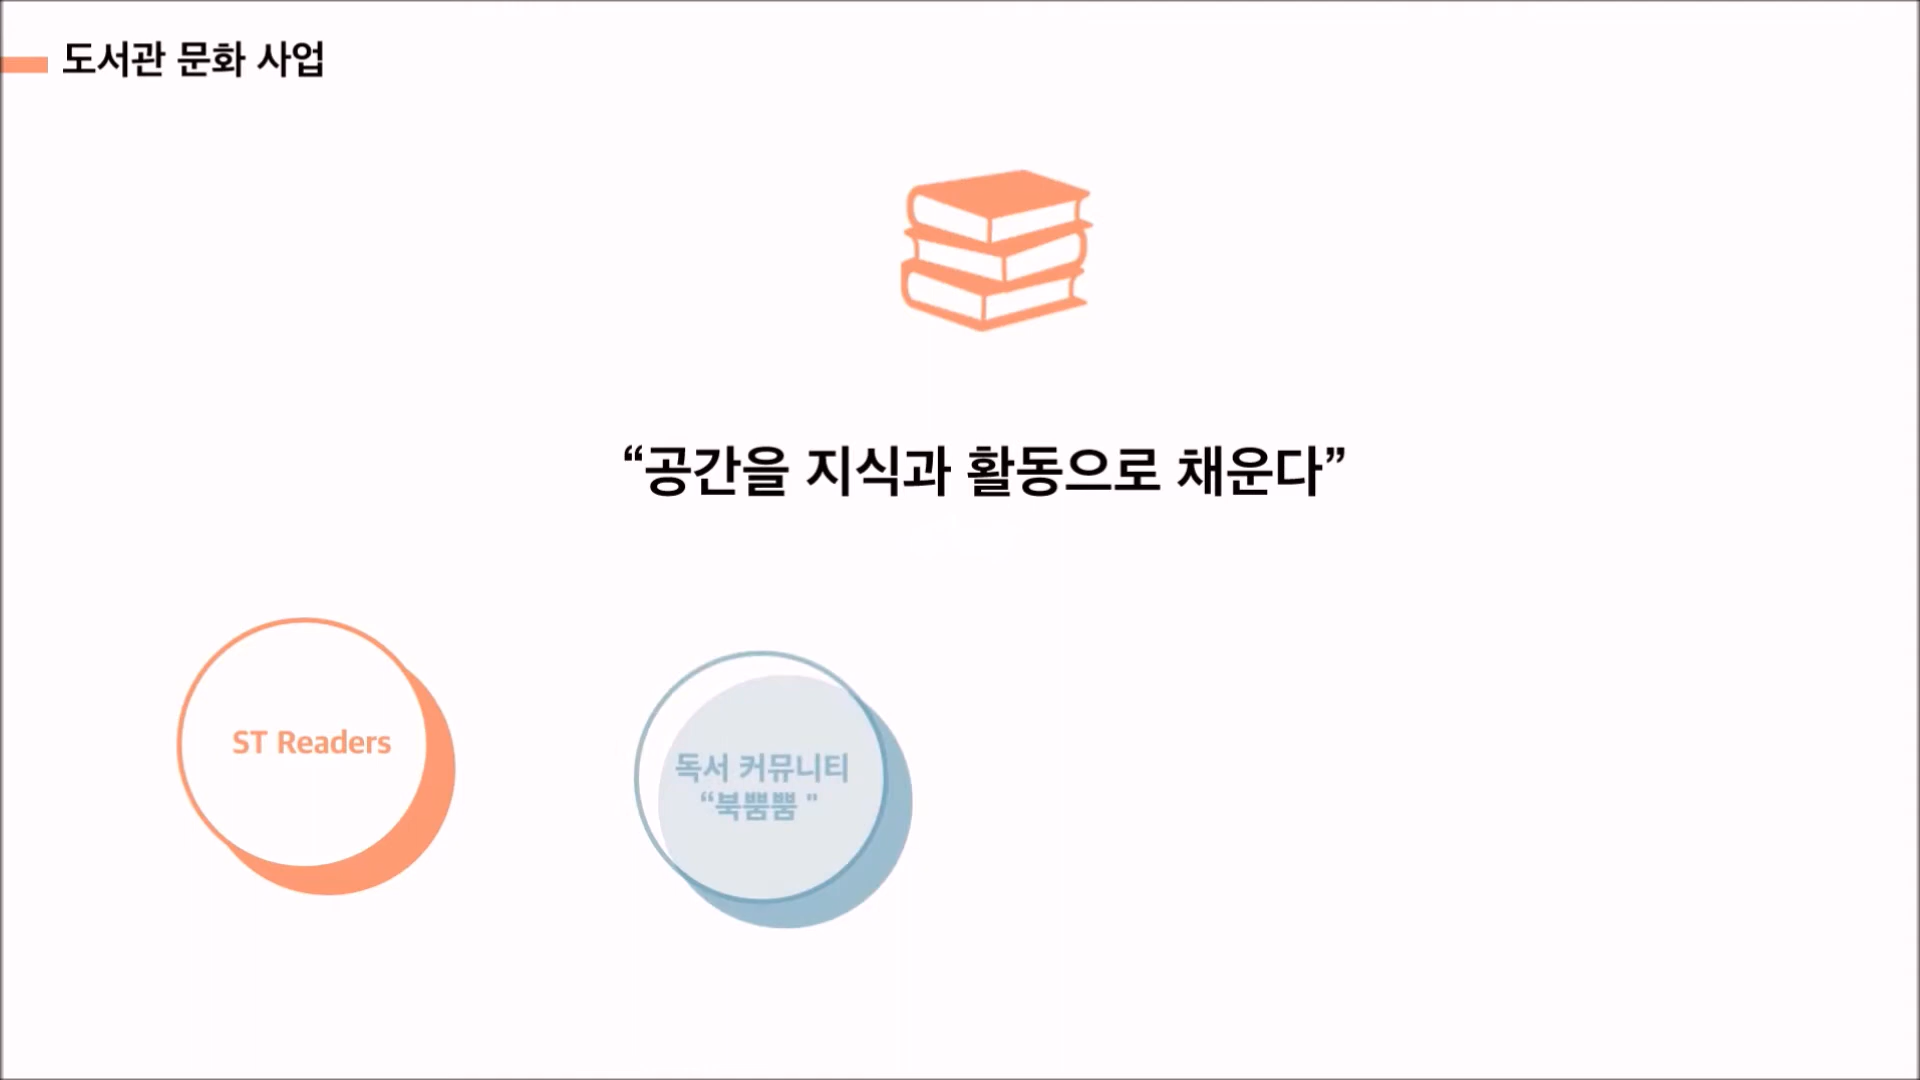 도서관 문화 사업
“공간을 지식과 활동으로 채운다”
ST Readers
독서 커뮤니티
“북뿜뿜 "